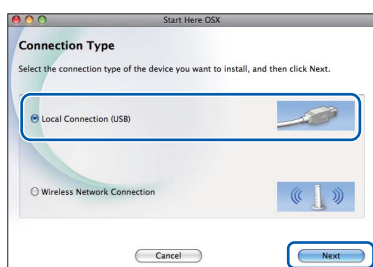 Start Here OSX
Connection Type
Select the connection type of the device you want to install, and then click Next.
Local Connection (USB)
Wireless Network Connection
Cancel
Next